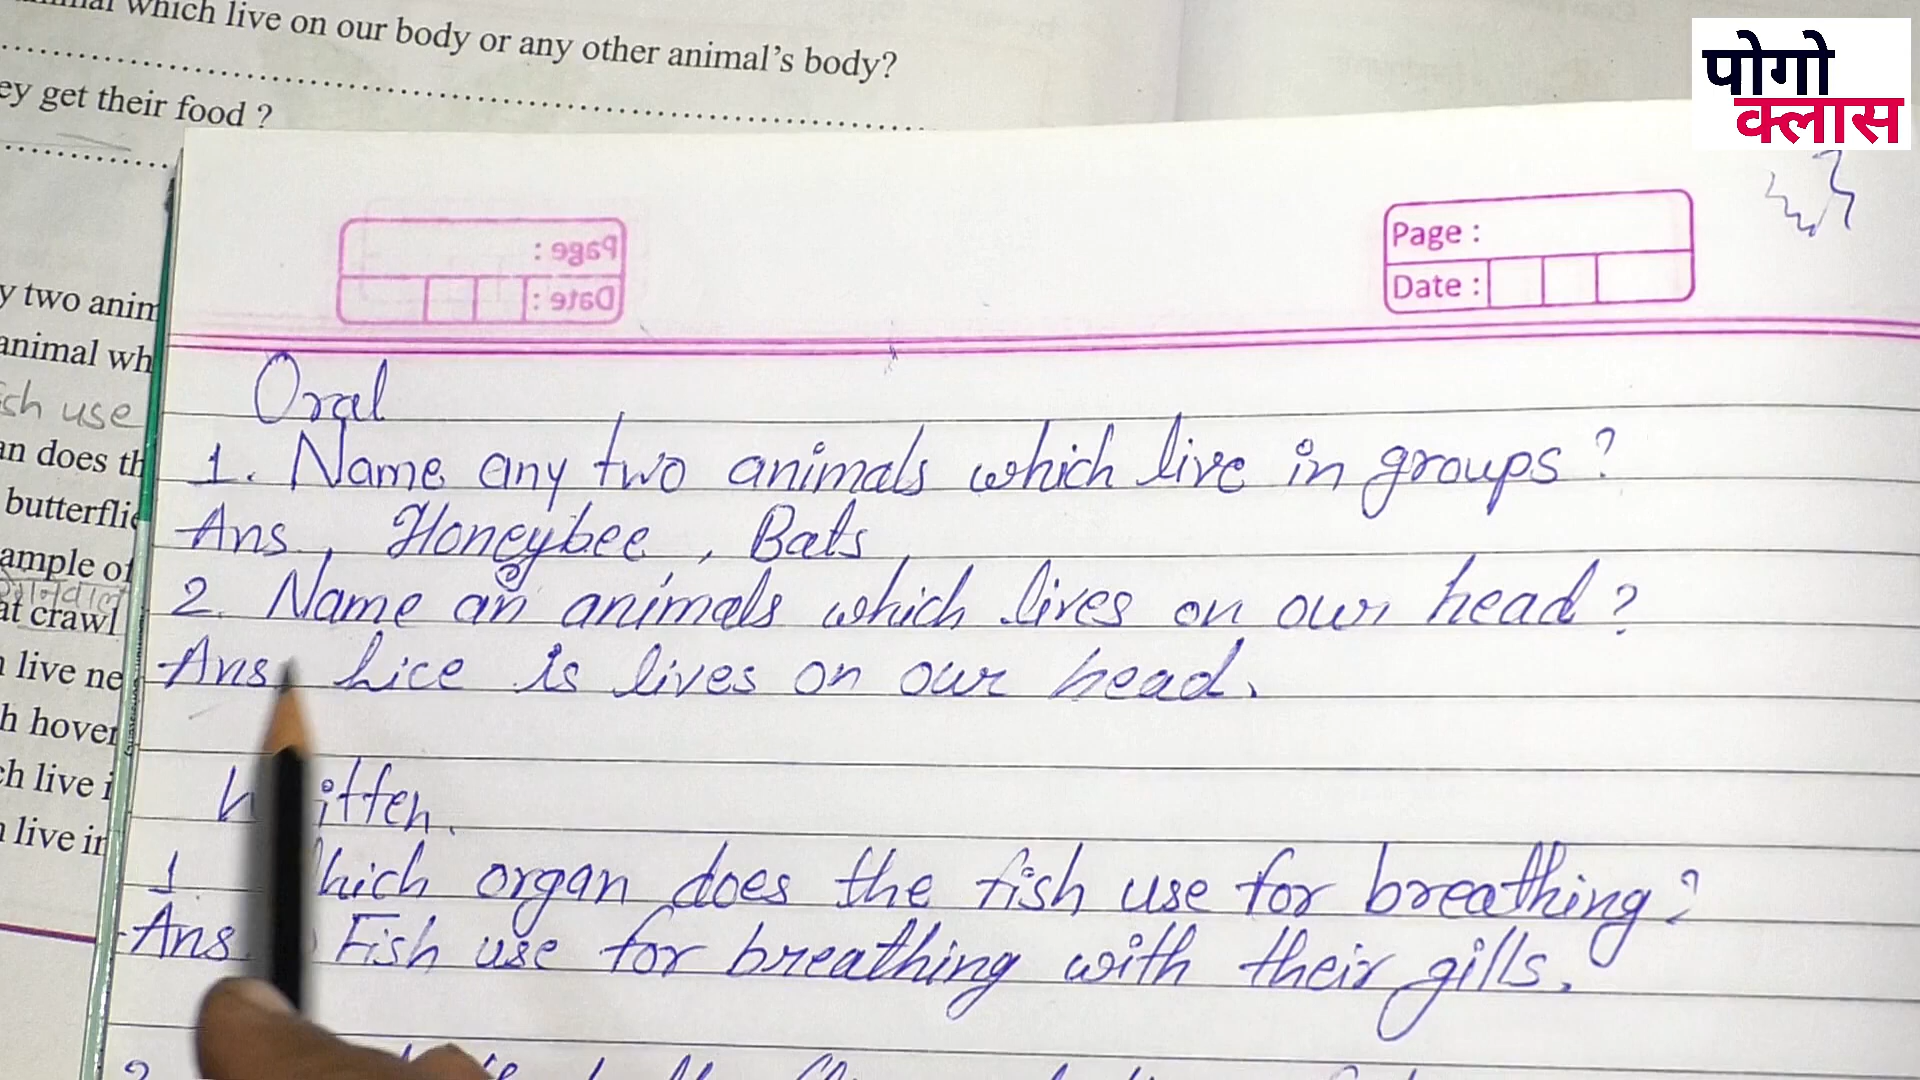 which live on our body or any other animal's body?
ey get their food ?
पोगो
क्लास
Page :
Date :
Page :
Date :
y two anim
animal wh
sh use
an does th
butterflie
ample of
at crawl
live ne
h hover
ch live i
live in
Oral
1. Name any two animals which live in groups?
Ans, Honeybee, Bats,
2. Name an animals which lives on our head?
Ans, Lice is lives on our head.
itten.
1. hich organ does the fish use for breathing?
Ans. Fish use for breathing with their gills.
2